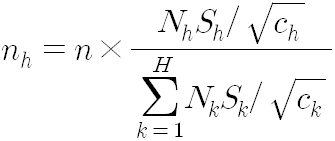 n_h = n × (N_h S_h / √c_h) / (∑_{k=1}^{H} N_k S_k / √c_k)